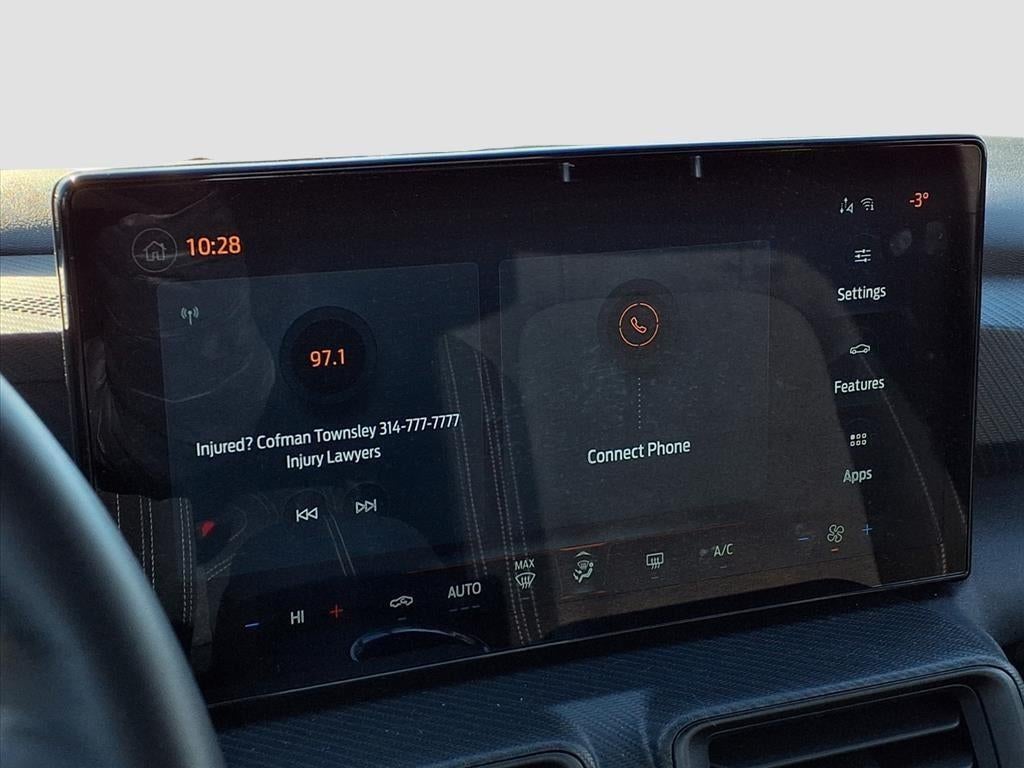 10:28
-3°
97.1
Injured? Cofman Townsley 314-777-7777
Injury Lawyers
Connect Phone
Settings
Features
Apps
- HI +
AUTO
MAX
A/C
- +